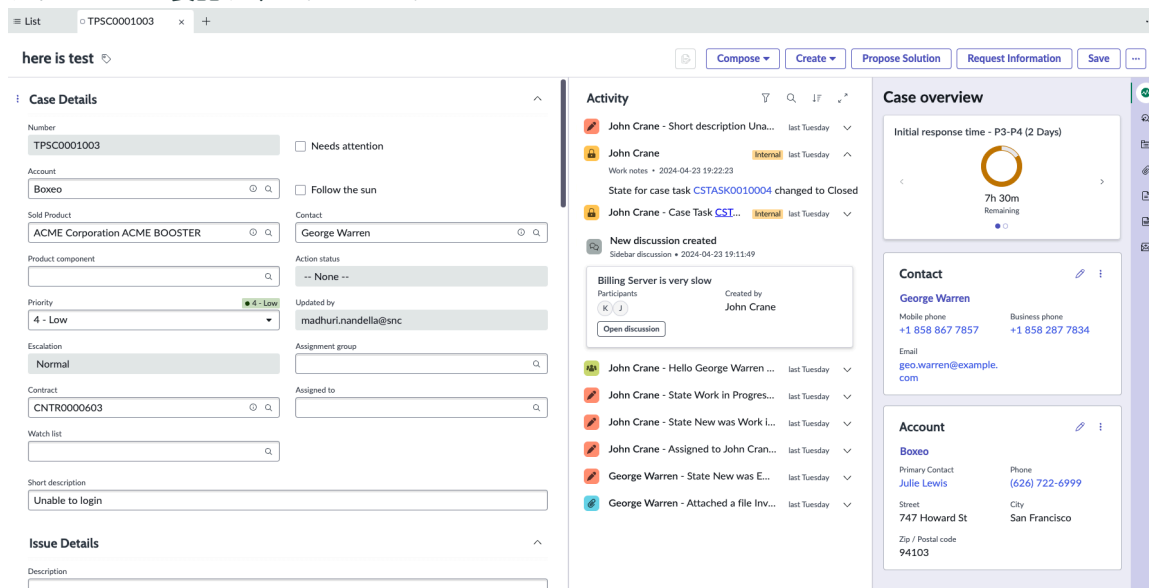 List
TPSC0001003
here is test
Compose
Create
Propose Solution
Request Information
Save
Case Details
Number
TPSC0001003
Needs attention
Account
Boxeo
Follow the sun
Sold Product
ACME Corporation ACME BOOSTER
Contact
George Warren
Product component
Action status
-- None --
Priority
4 - Low
4 - Low
Updated by
madhuri.nandella@snc
Escalation
Normal
Assignment group
Contract
CNTR0000603
Assigned to
Watch list
Short description
Unable to login
Issue Details
Description
Activity
John Crane - Short description Una... last Tuesday
John Crane Internal last Tuesday
Work notes • 2024-04-23 19:22:23
State for case task CSTASK0010004 changed to Closed
John Crane - Case Task CST... Internal last Tuesday
New discussion created
Sidebar discussion • 2024-04-23 19:11:49
Billing Server is very slow
Participants
K J
Created by
John Crane
Open discussion
John Crane - Hello George Warren ... last Tuesday
John Crane - State Work in Progres... last Tuesday
John Crane - State New was Work i... last Tuesday
John Crane - Assigned to John Cran... last Tuesday
George Warren - State New was E... last Tuesday
George Warren - Attached a file Inv... last Tuesday
Case overview
Initial response time - P3-P4 (2 Days)
7h 30m
Remaining
Contact
George Warren
Mobile phone
+1 858 867 7857
Business phone
+1 858 287 7834
Email
geo.warren@example.
com
Account
Boxeo
Primary Contact
Julie Lewis
Phone
(626) 722-6999
Street
747 Howard St
City
San Francisco
Zip / Postal code
94103